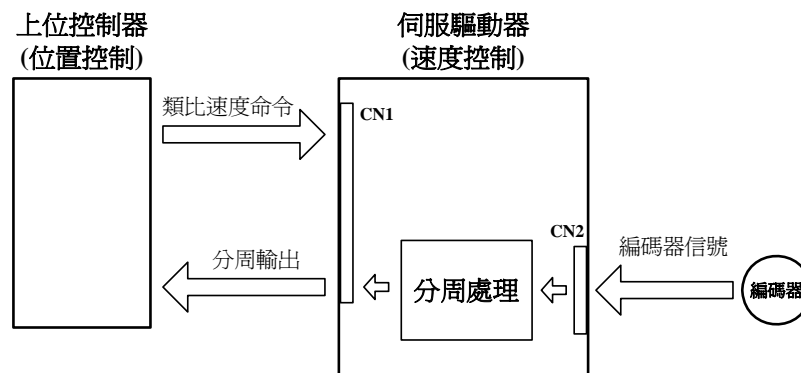 上位控制器
(位置控制)
伺服驅動器
(速度控制)
類比速度命令
CN1
分周輸出
分周處理
CN2
編碼器信號
編碼器